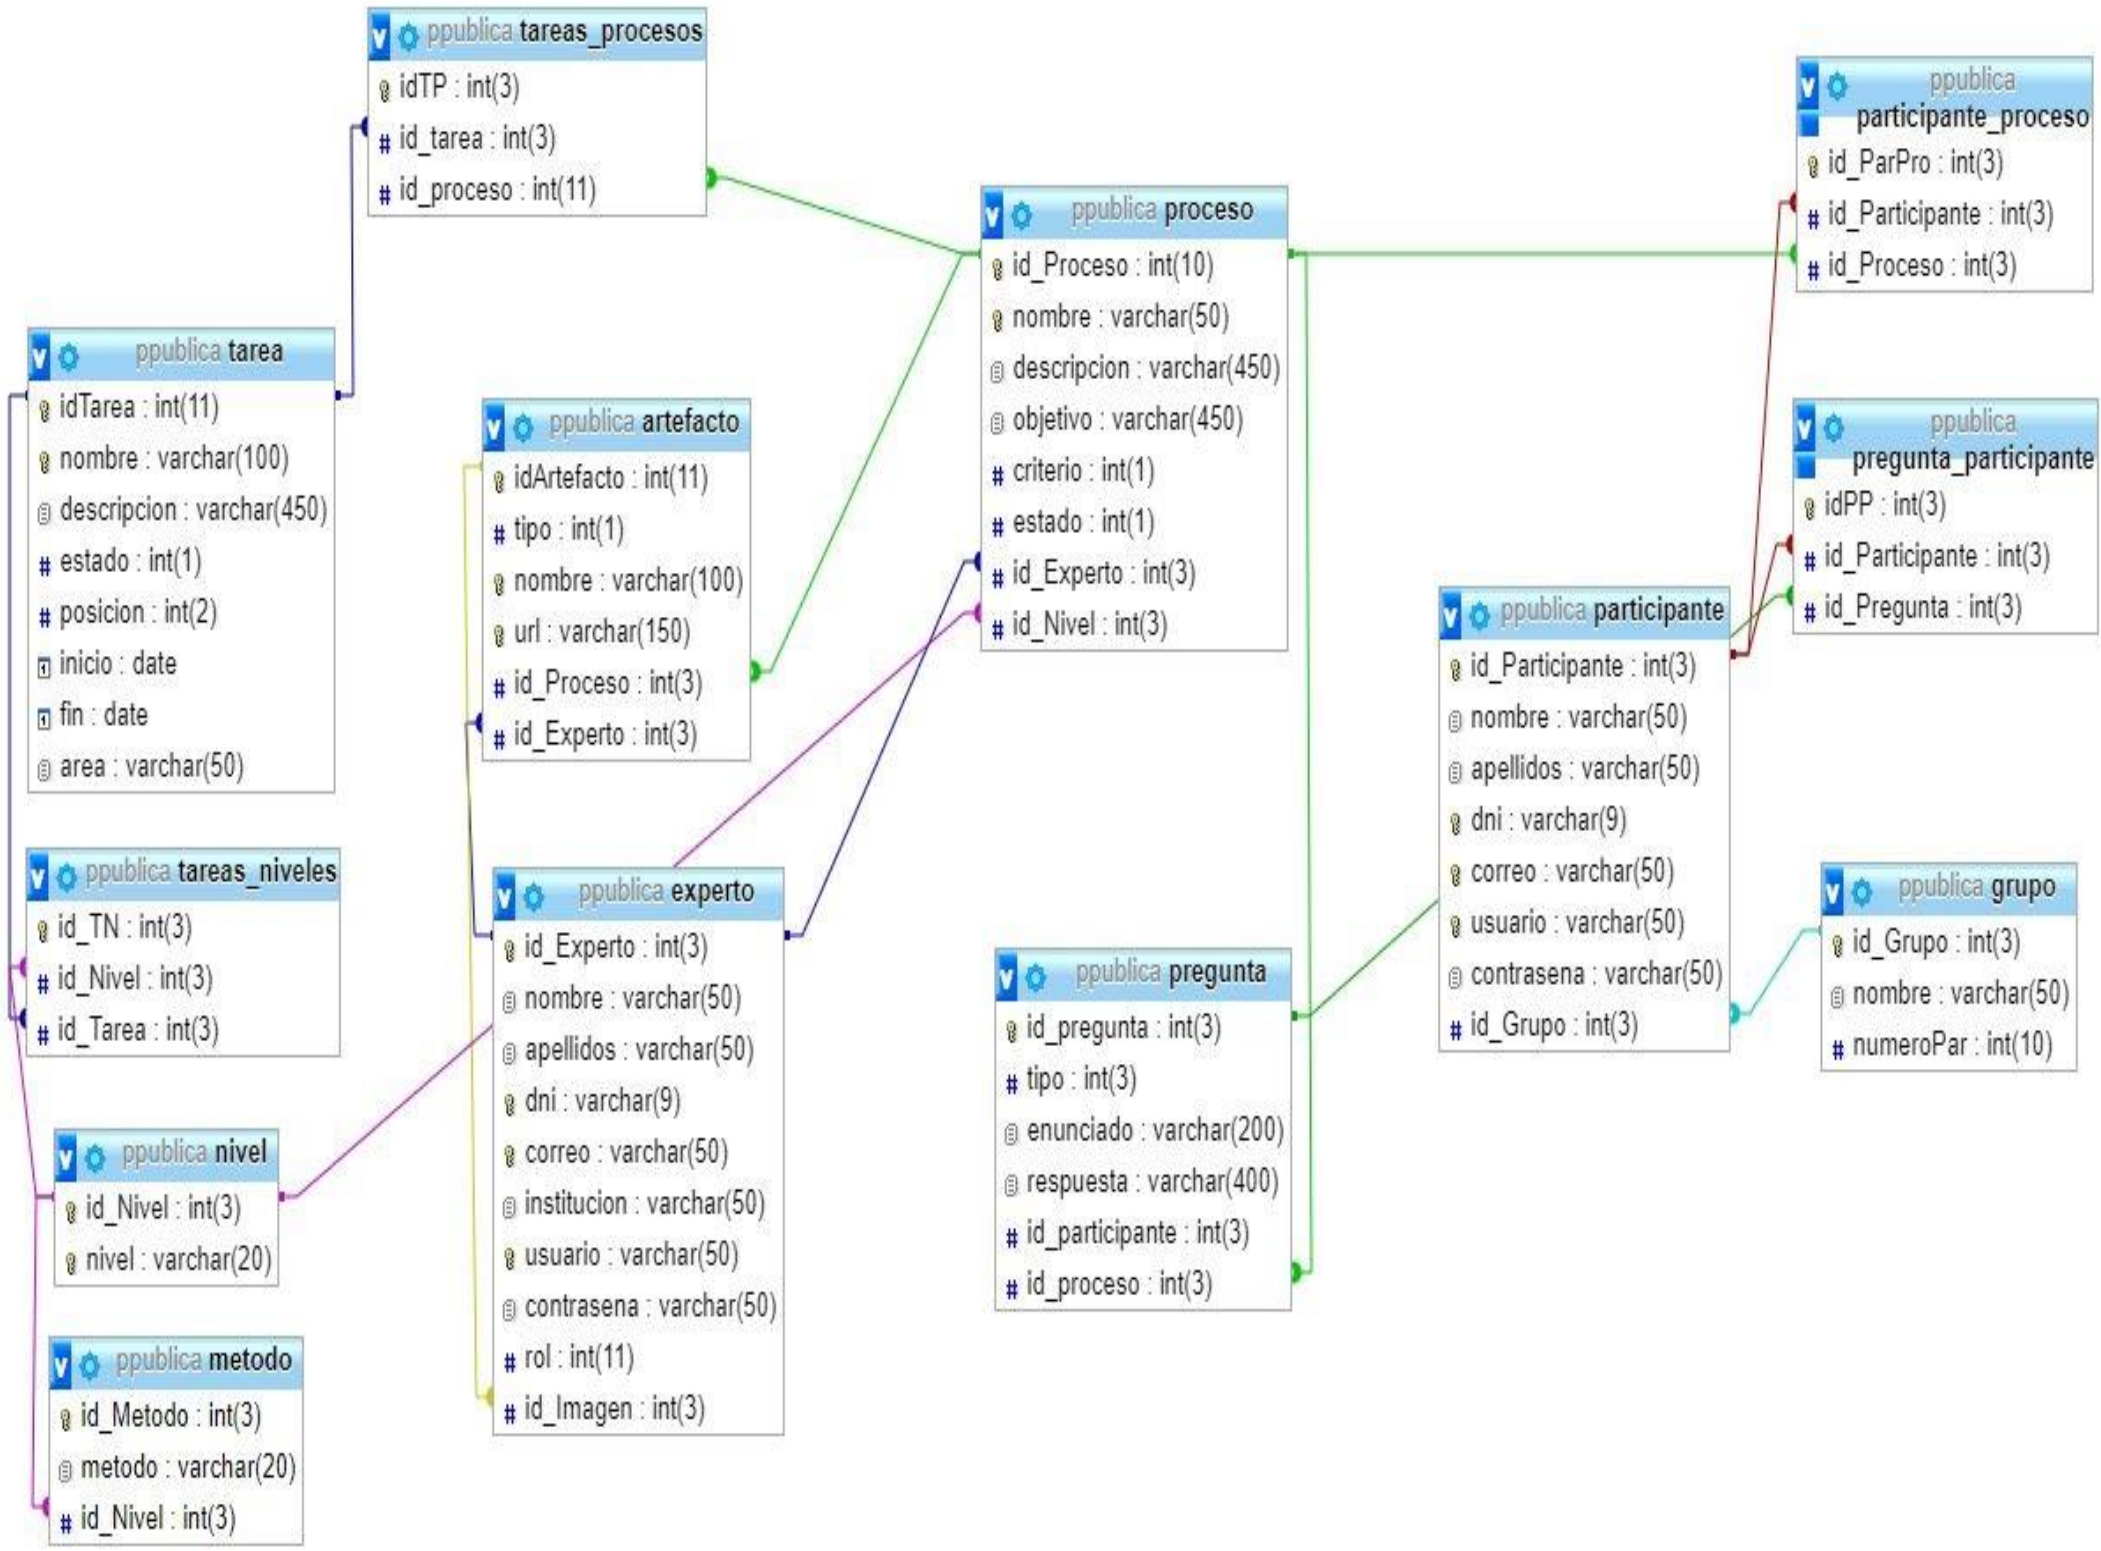 ppublica tareas_procesos
idTP : int(3)
# id_tarea : int(3)
# id_proceso : int(11)
ppublica
participante_proceso
id_ParPro : int(3)
# id_Participante : int(3)
# id_Proceso : int(3)
ppublica proceso
id_Proceso : int(10)
nombre : varchar(50)
descripcion : varchar(450)
objetivo : varchar(450)
# criterio : int(1)
# estado : int(1)
# id_Experto : int(3)
# id_Nivel : int(3)
ppublica tarea
idTarea : int(11)
nombre : varchar(100)
descripcion : varchar(450)
# estado : int(1)
# posicion : int(2)
inicio : date
fin : date
area : varchar(50)
ppublica artefacto
idArtefacto : int(11)
# tipo : int(1)
nombre : varchar(100)
url : varchar(150)
# id_Proceso : int(3)
# id_Experto : int(3)
ppublica
pregunta_participante
idPP : int(3)
# id_Participante : int(3)
# id_Pregunta : int(3)
ppublica participante
id_Participante : int(3)
nombre : varchar(50)
apellidos : varchar(50)
dni : varchar(9)
correo : varchar(50)
usuario : varchar(50)
contrasena : varchar(50)
# id_Grupo : int(3)
ppublica tareas_niveles
id_TN : int(3)
# id_Nivel : int(3)
# id_Tarea : int(3)
ppublica experto
id_Experto : int(3)
nombre : varchar(50)
apellidos : varchar(50)
dni : varchar(9)
correo : varchar(50)
institucion : varchar(50)
usuario : varchar(50)
contrasena : varchar(50)
# rol : int(11)
# id_Imagen : int(3)
ppublica grupo
id_Grupo : int(3)
nombre : varchar(50)
# numeroPar : int(10)
ppublica pregunta
id_pregunta : int(3)
# tipo : int(3)
enunciado : varchar(200)
respuesta : varchar(400)
# id_participante : int(3)
# id_proceso : int(3)
ppublica nivel
id_Nivel : int(3)
nivel : varchar(20)
ppublica metodo
id_Metodo : int(3)
metodo : varchar(20)
# id_Nivel : int(3)